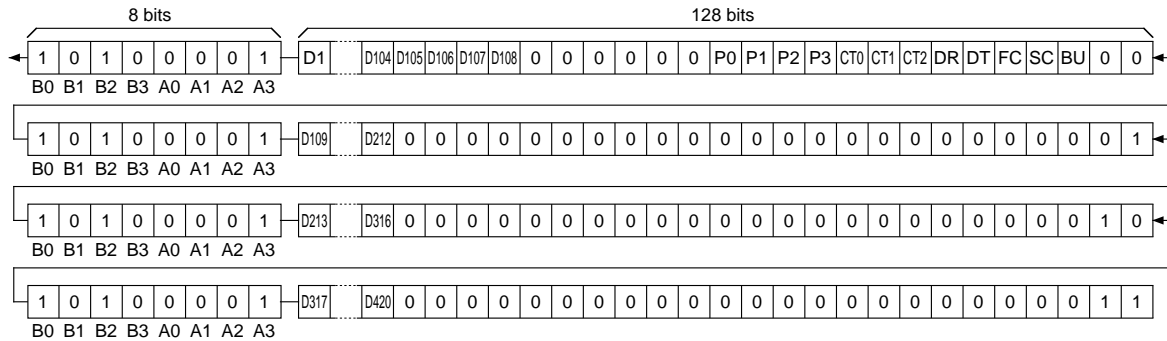 8 bits 128 bits
1 0 1 0 0 0 0 1 D1 D104 D105 D106 D107 D108 0 0 0 0 0 0 P0 P1 P2 P3 CT0 CT1 CT2 DR DT FC SC BU 0 0
B0 B1 B2 B3 A0 A1 A2 A3
1 0 1 0 0 0 0 1 D109 D212 0 0 0 0 0 0 0 0 0 0 0 0 0 0 0 0 0 0 0 0 0 0 0 1
B0 B1 B2 B3 A0 A1 A2 A3
1 0 1 0 0 0 0 1 D213 D316 0 0 0 0 0 0 0 0 0 0 0 0 0 0 0 0 0 0 0 0 0 0 1 0
B0 B1 B2 B3 A0 A1 A2 A3
1 0 1 0 0 0 0 1 D317 D420 0 0 0 0 0 0 0 0 0 0 0 0 0 0 0 0 0 0 0 0 0 0 1 1
B0 B1 B2 B3 A0 A1 A2 A3